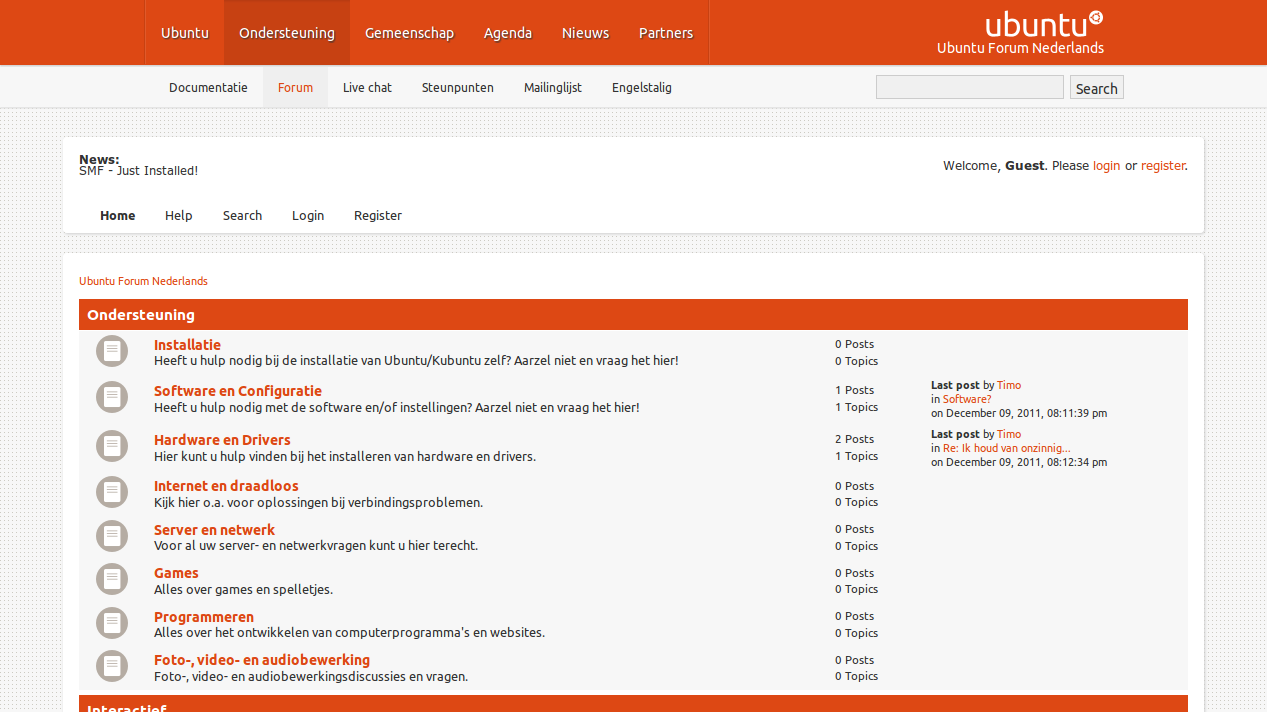 Ubuntu Ondersteuning Gemeenschap Agenda Nieuws Partners
ubuntu
Ubuntu Forum Nederlands
Documentatie Forum Live chat Steunpunten Mailinglijst Engelstalig Search
News:
SMF - Just Installed!
Welcome, Guest. Please login or register.
Home Help Search Login Register
Ubuntu Forum Nederlands
Ondersteuning
Installatie
Heeft u hulp nodig bij de installatie van Ubuntu/Kubuntu zelf? Aarzel niet en vraag het hier!
0 Posts
0 Topics
Software en Configuratie
Heeft u hulp nodig met de software en/of instellingen? Aarzel niet en vraag het hier!
1 Posts
1 Topics
Last post by Timo
in Software?
on December 09, 2011, 08:11:39 pm
Hardware en Drivers
Hier kunt u hulp vinden bij het installeren van hardware en drivers.
2 Posts
1 Topics
Last post by Timo
in Re: Ik houd van onzinnig...
on December 09, 2011, 08:12:34 pm
Internet en draadloos
Kijk hier o.a. voor oplossingen bij verbindingsproblemen.
0 Posts
0 Topics
Server en netwerk
Voor al uw server- en netwerkvragen kunt u hier terecht.
0 Posts
0 Topics
Games
Alles over games en spelletjes.
0 Posts
0 Topics
Programmeren
Alles over het ontwikkelen van computerprogramma's en websites.
0 Posts
0 Topics
Foto-, video- en audiobewerking
Foto-, video- en audiobewerkingsdiscussies en vragen.
0 Posts
0 Topics
Interactief